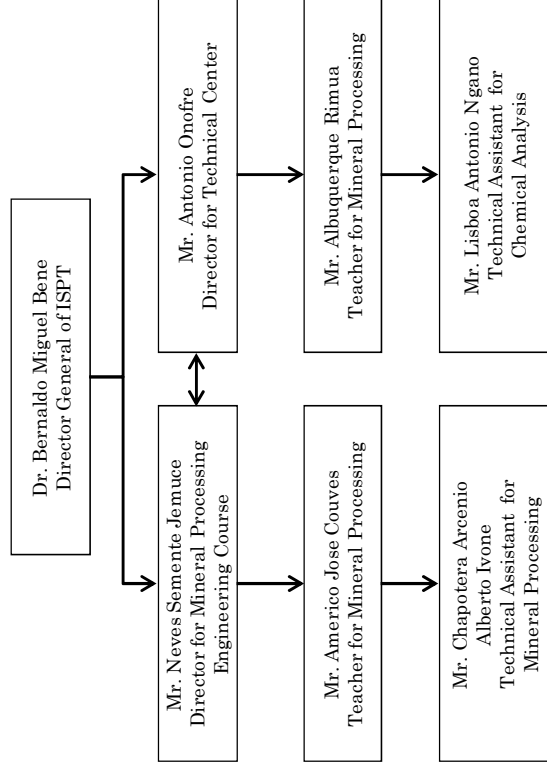 Dr. Bernaldo Miguel Bene
Director General of ISPT
Mr. Neves Semente Jemuce
Director for Mineral Processing
Engineering Course
Mr. Antonio Onofre
Director for Technical Center
Mr. Americo Jose Couves
Teacher for Mineral Processing
Mr. Albuquerque Rimua
Teacher for Mineral Processing
Mr. Chapotera Arcenio
Alberto Ivone
Technical Assistant for
Mineral Processing
Mr. Lisboa Antonio Ngano
Technical Assistant for
Chemical Analysis